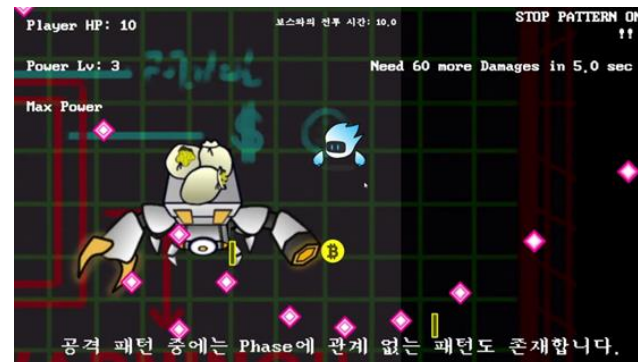 Player HP: 10
보스와의 전투 시간: 10.0
STOP PATTERN ON
!!
Power Lv: 3
Need 60 more Damages in 5.0 sec
Max Power
$
₿
공격 패턴 중에는 Phase에 관계 없는 패턴도 존재합니다.